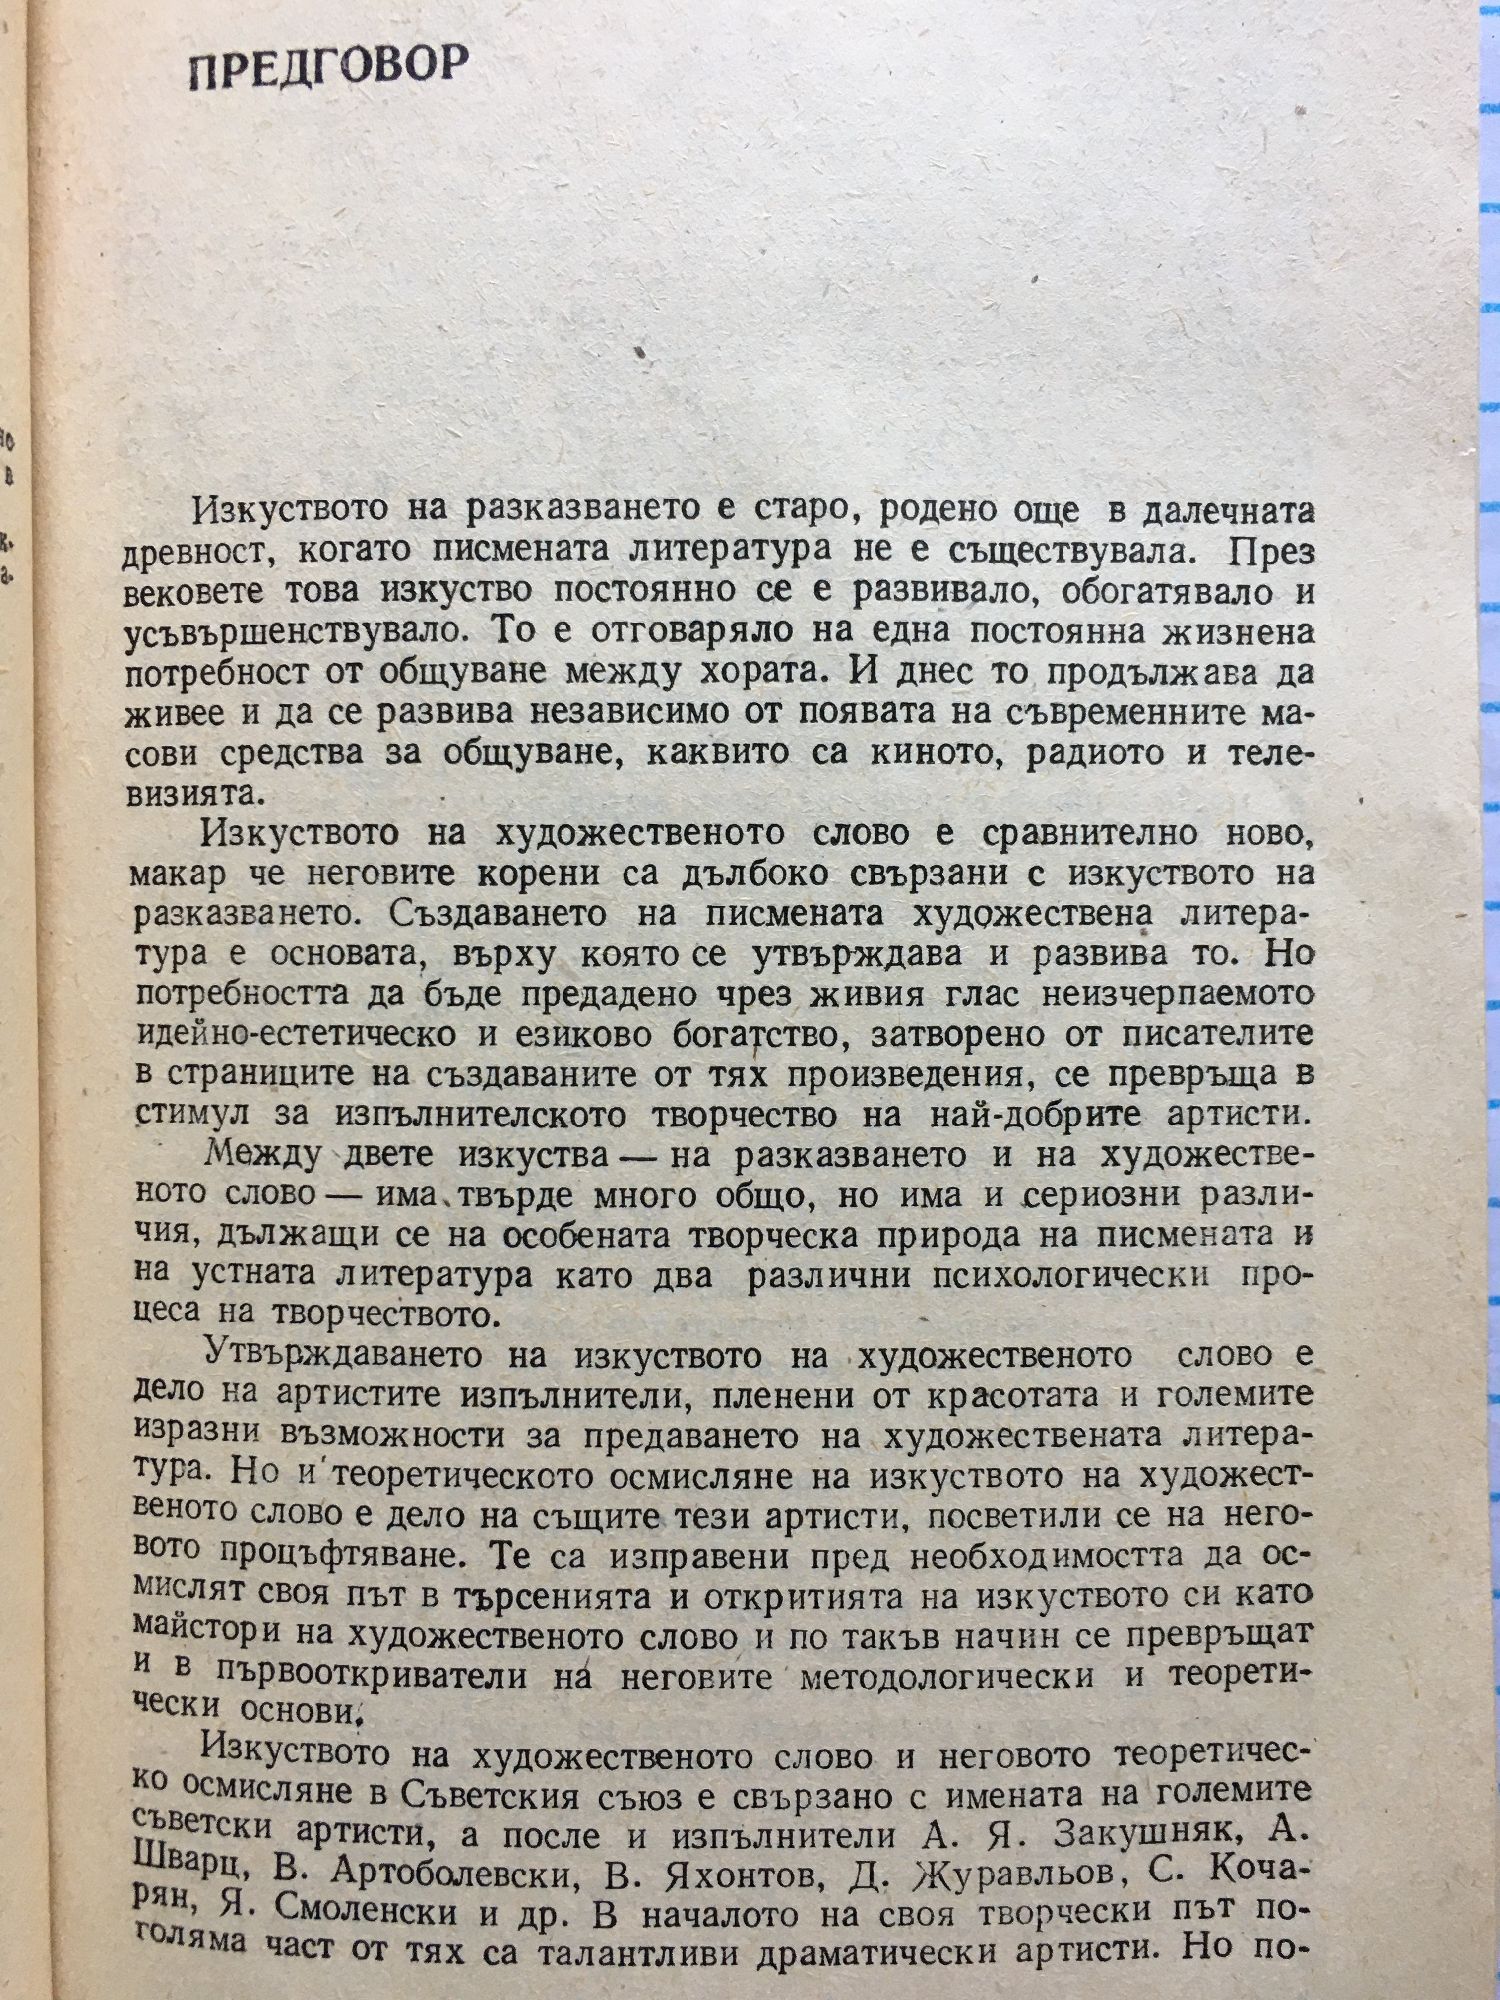 ПРЕДГОВОР
Изкуството на разказването е старо, родено още в далечната
древност, когато писмената литература не е съществувала. През
вековете това изкуство постоянно се е развивало, обогатявало и
усъвършенствувало. То е отговаряло на една постоянна жизнена
потребност от общуване между хората. И днес то продължава да
живее и да се развива независимо от появата на съвременните ма-
сови средства за общуване, каквито са киното, радиото и теле-
визията.
Изкуството на художественото слово е сравнително ново,
макар че неговите корени са дълбоко свързани с изкуството на
разказването. Създаването на писмената художествена литера-
тура е основата, върху която се утвърждава и развива то. Но
потребността да бъде предадено чрез живия глас неизчерпаемото
идейно-естетическо и езиково богатство, затворено от писателите
в страниците на създаваните от тях произведения, се превръща в
стимул за изпълнителското творчество на най-добрите артисти.
Между двете изкуства — на разказването и на художестве-
ното слово — има твърде много общо, но има и сериозни разли-
чия, дължащи се на особената творческа природа на писмената и
на устната литература като два различни психологически про-
цеса на творчеството.
Утвърждаването на изкуството на художественото слово е
дело на артистите изпълнители, пленени от красотата и големите
изразни възможности за предаването на художествената литера-
тура. Но и теоретическото осмисляне на изкуството на художест-
веното слово е дело на същите тези артисти, посветили се на него-
вото процъфтяване. Те са изправени пред необходимостта да ос-
мислят своя път в търсенията и откритията на изкуството си като
майстори на художественото слово и по такъв начин се превръщат
и в първооткриватели на неговите методологически и теорети-
чески основи.
Изкуството на художественото слово и неговото теоретичес-
ко осмисляне в Съветския съюз е свързано с имената на големите
съветски артисти, а после и изпълнители А. Я. Закушняк, А.
Шварц, В. Артоболевски, В. Яхонтов, Д. Журавльов, С. Коча-
рян, Я. Смоленски и др. В началото на своя творчески път по-
голяма част от тях са талантливи драматически артисти. Но по-